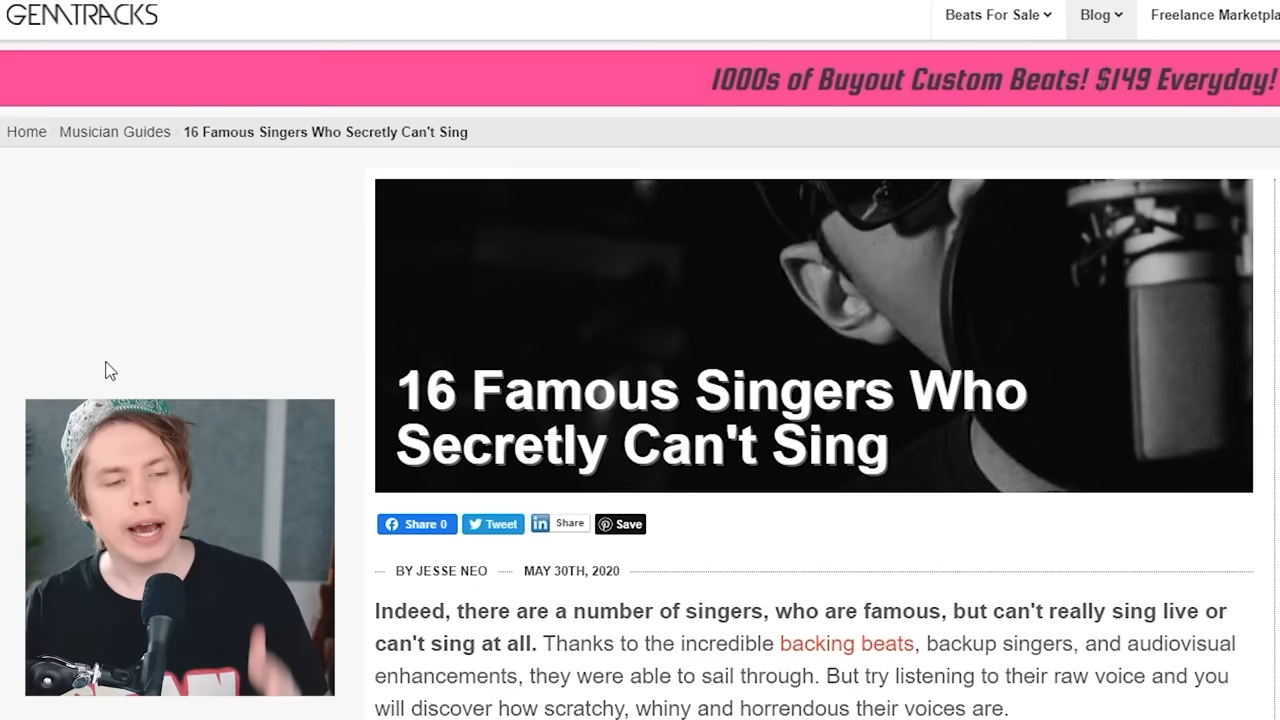 GEMTRACKS
Beats For Sale Blog Freelance Marketpla
1000s of Buyout Custom Beats! $149 Everyday!
Home Musician Guides 16 Famous Singers Who Secretly Can't Sing
16 Famous Singers Who
Secretly Can't Sing
Share 0 Tweet in Share Save
BY JESSE NEO MAY 30TH, 2020
Indeed, there are a number of singers, who are famous, but can't really sing live or
can't sing at all. Thanks to the incredible backing beats, backup singers, and audiovisual
enhancements, they were able to sail through. But try listening to their raw voice and you
will discover how scratchy, whiny and horrendous their voices are.